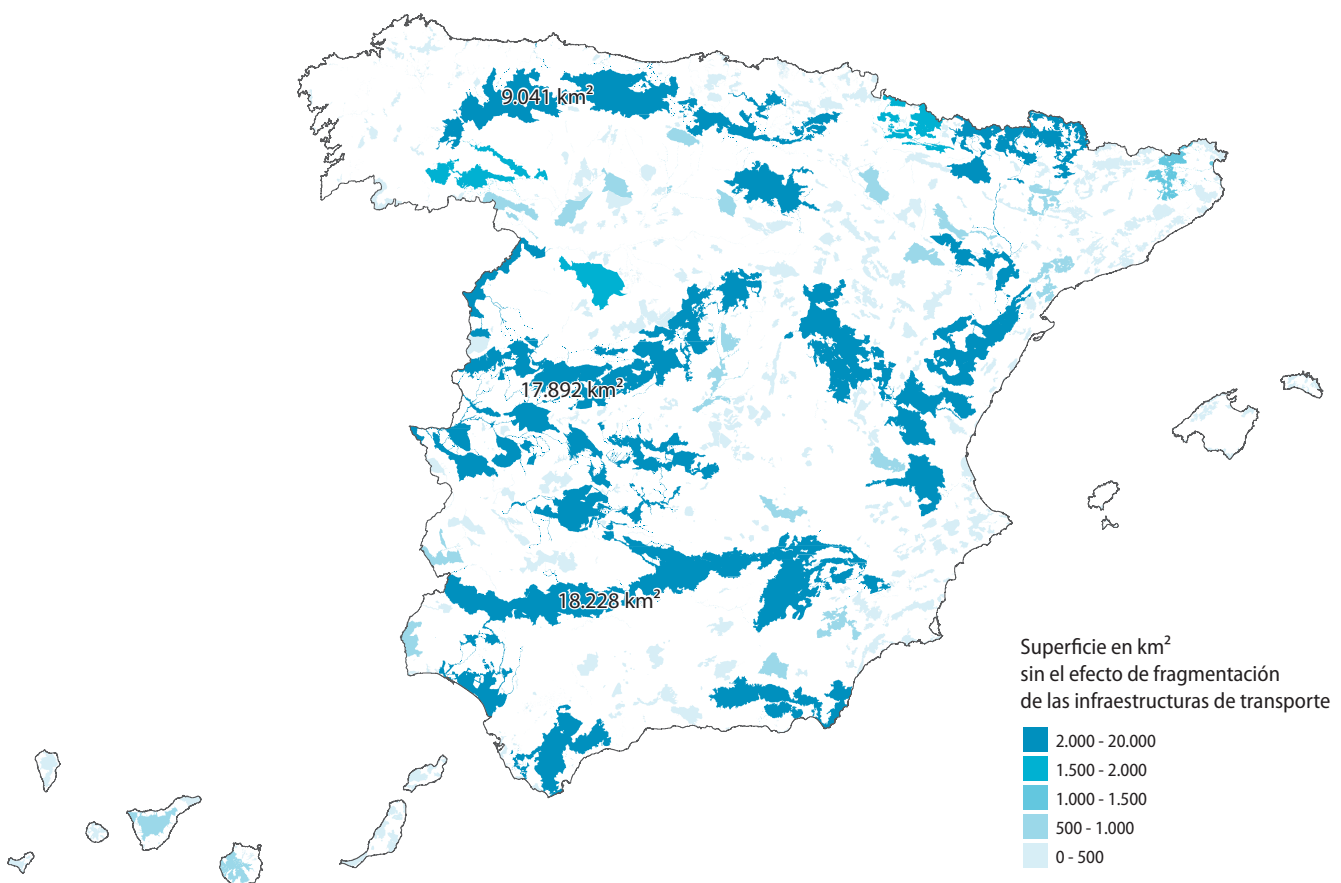 9.041 km²
17.892 km²
18.228 km²
Superficie en km²
sin el efecto de fragmentación
de las infraestructuras de transporte
2.000 - 20.000
1.500 - 2.000
1.000 - 1.500
500 - 1.000
0 - 500